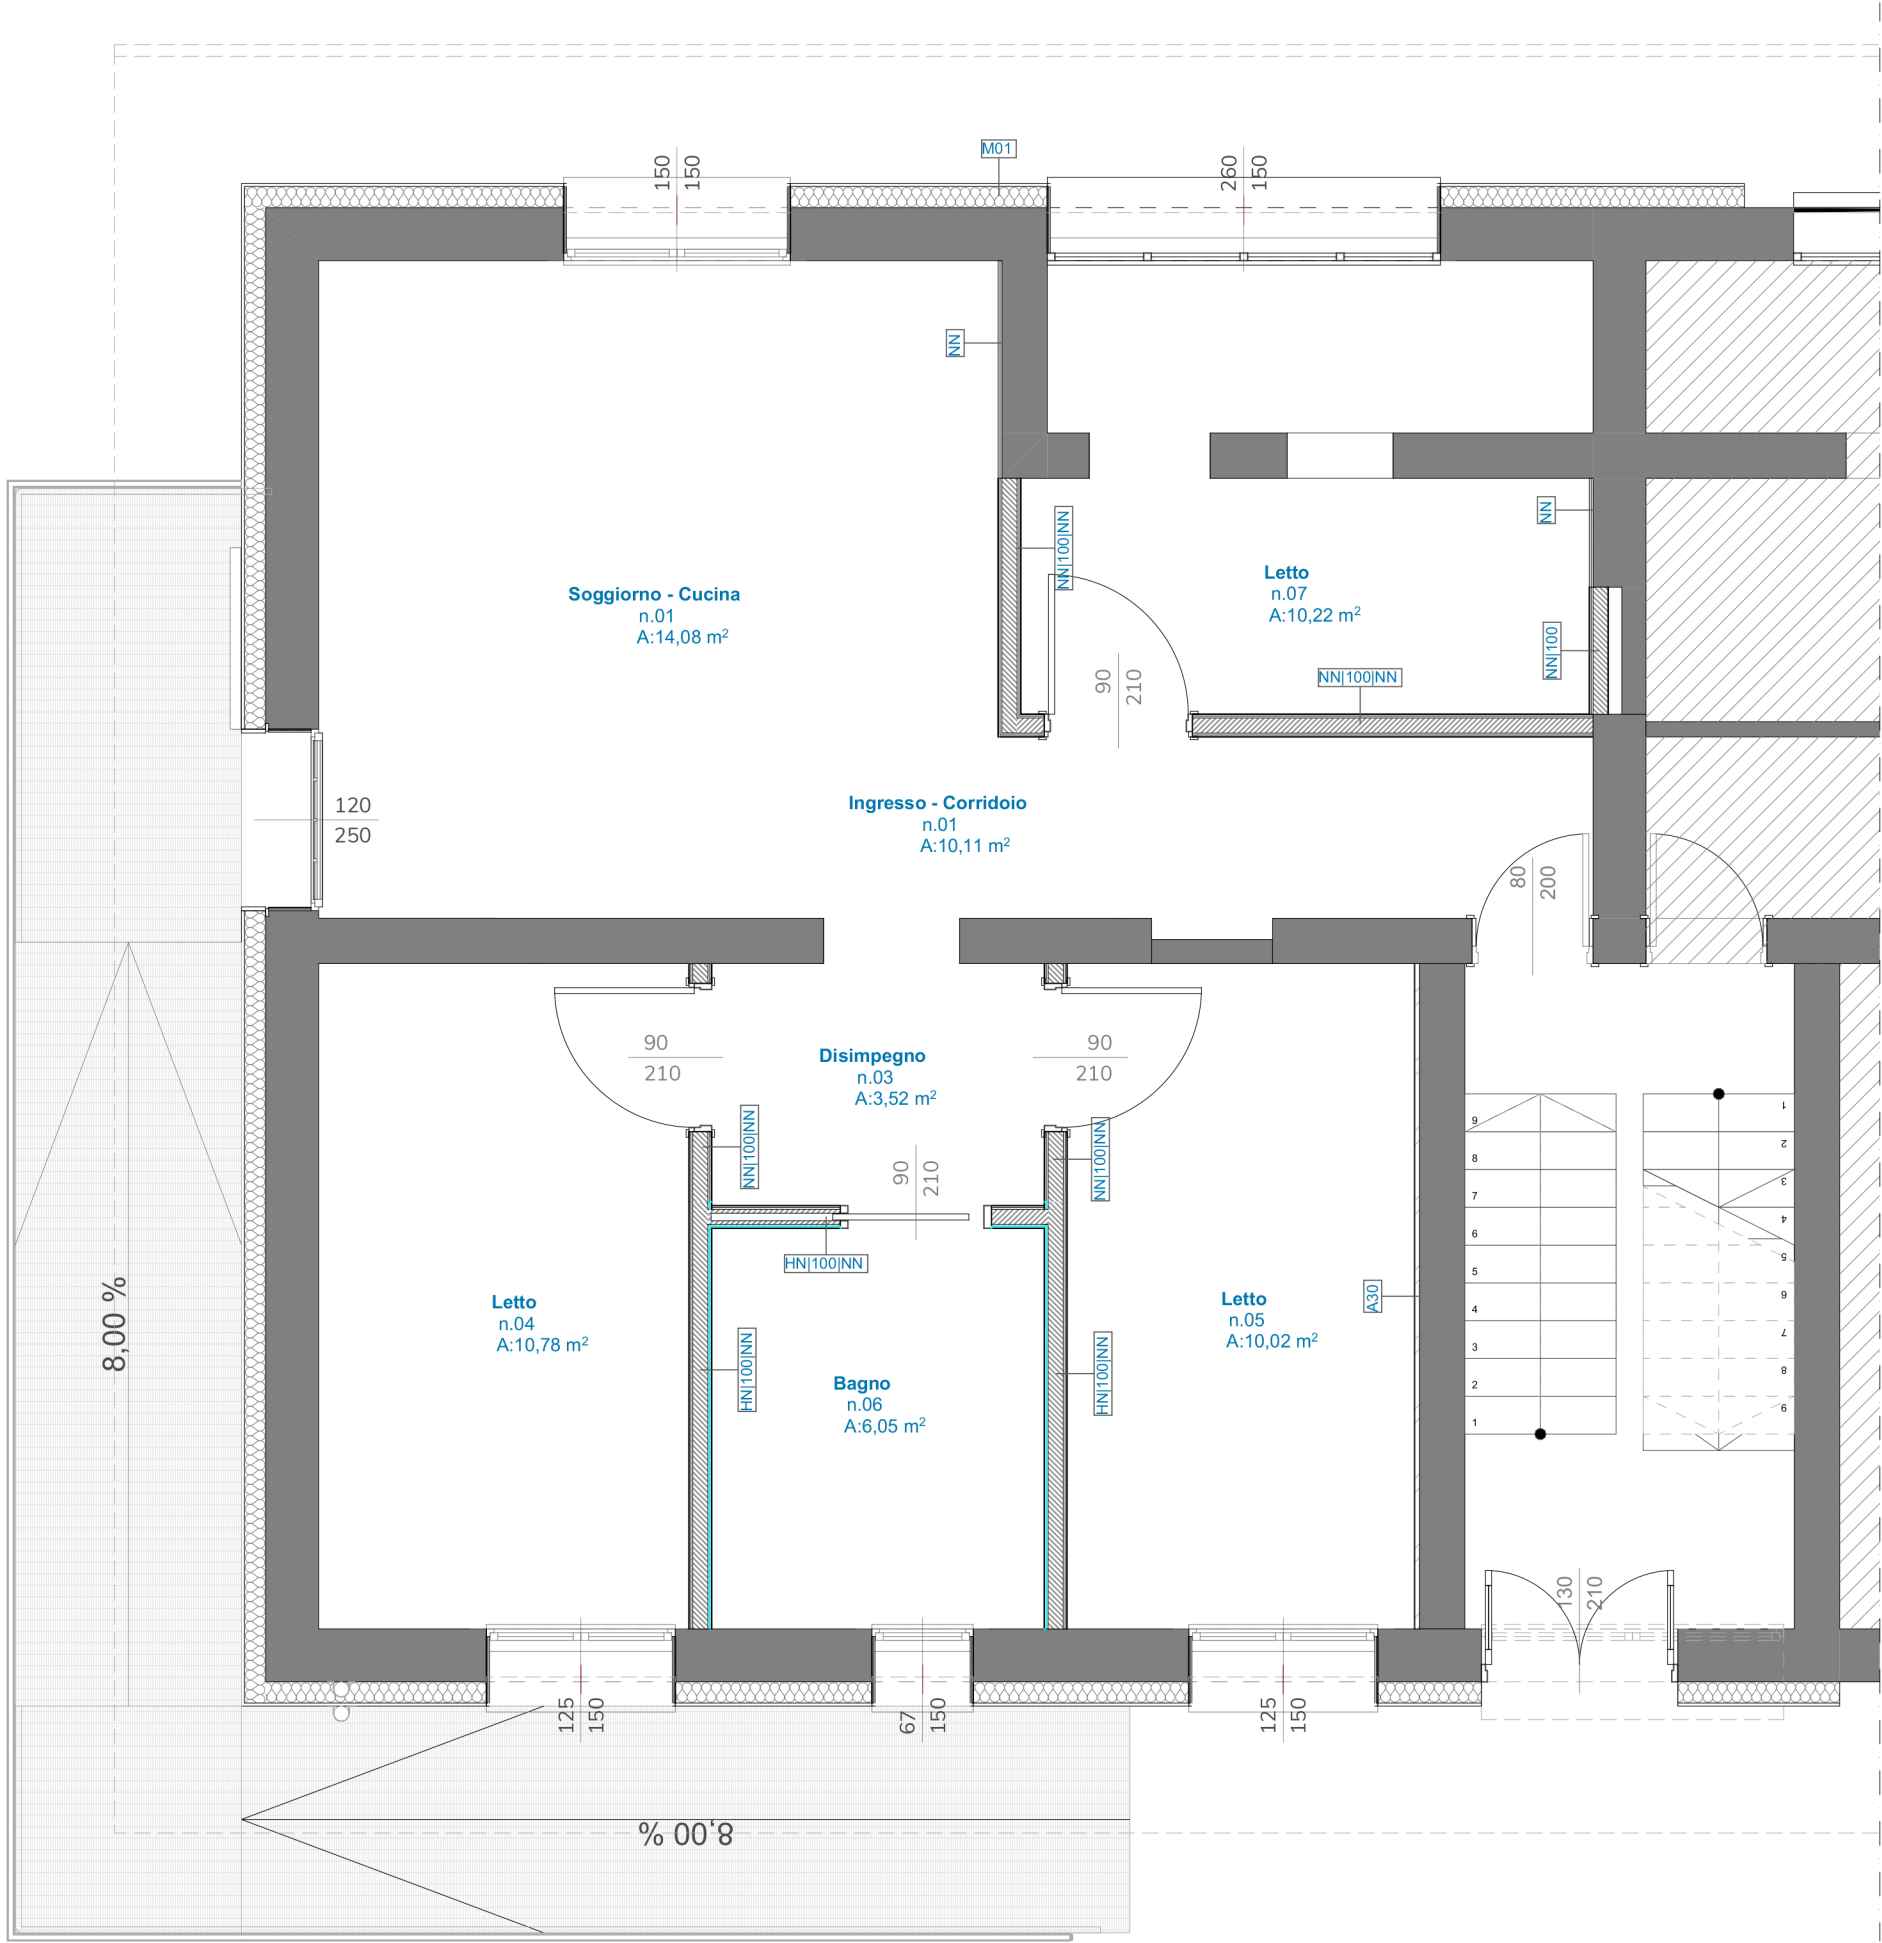 M01
150
150
260
150
NN
NN|100|NN
NN
Letto
n.07
A:10,22 m²
Soggiorno - Cucina
n.01
A:14,08 m²
NN|100
NN|100|NN
90
210
120
250
Ingresso - Corridoio
n.01
A:10,11 m²
80
200
90
210
Disimpegno
n.03
A:3,52 m²
90
210
NN|100|NN
NN|100|NN
90
210
HN|100|NN
Letto
n.04
A:10,78 m²
HN|100|NN
Bagno
n.06
A:6,05 m²
HN|100|NN
Letto
n.05
A:10,02 m²
A30
9
8
7
6
5
4
3
2
1
1
2
3
4
5
6
7
8
9
8,00 %
130
210
125
150
67
150
125
150
8,00 %